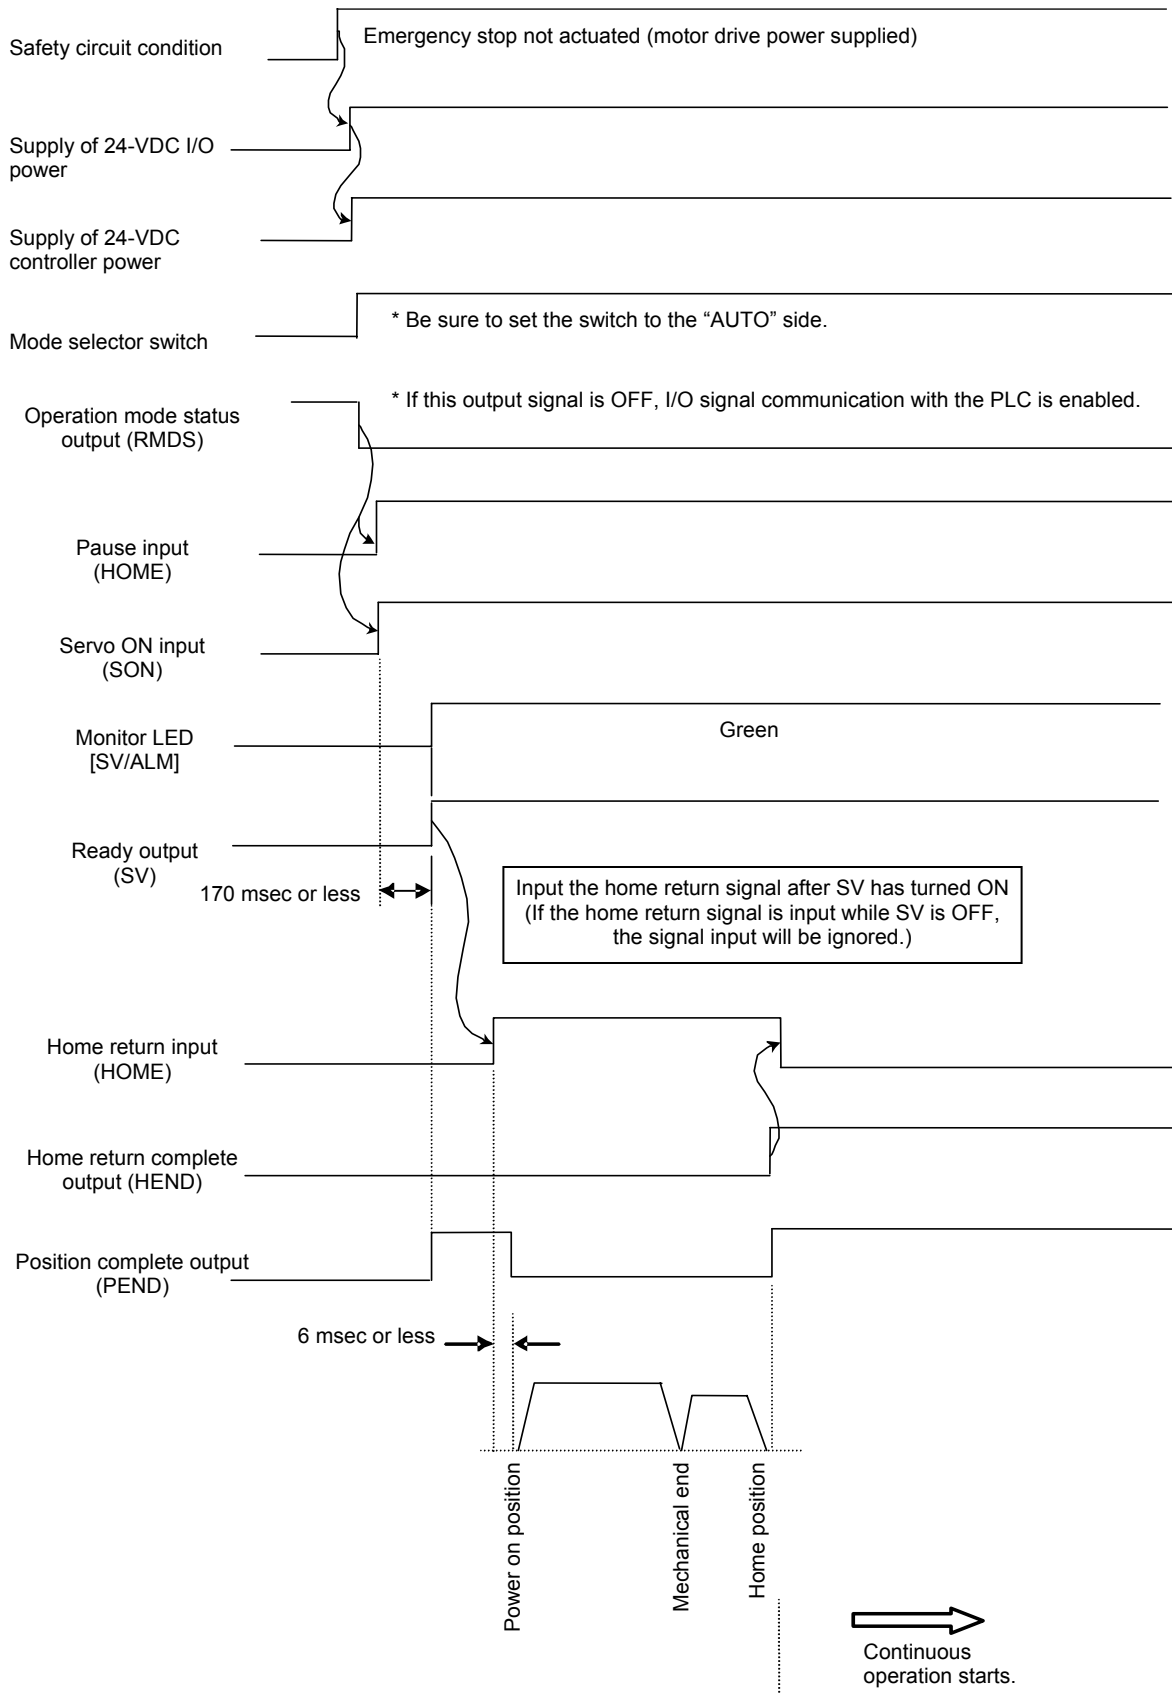 Safety circuit condition
Emergency stop not actuated (motor drive power supplied)
Supply of 24-VDC I/O
power
Supply of 24-VDC
controller power
Mode selector switch
* Be sure to set the switch to the “AUTO” side.
Operation mode status
output (RMDS)
* If this output signal is OFF, I/O signal communication with the PLC is enabled.
Pause input
(HOME)
Servo ON input
(SON)
Monitor LED
[SV/ALM]
Green
Ready output
(SV)
170 msec or less
Input the home return signal after SV has turned ON
(If the home return signal is input while SV is OFF,
the signal input will be ignored.)
Home return input
(HOME)
Home return complete
output (HEND)
Position complete output
(PEND)
6 msec or less
Power on position
Mechanical end
Home position
Continuous
operation starts.